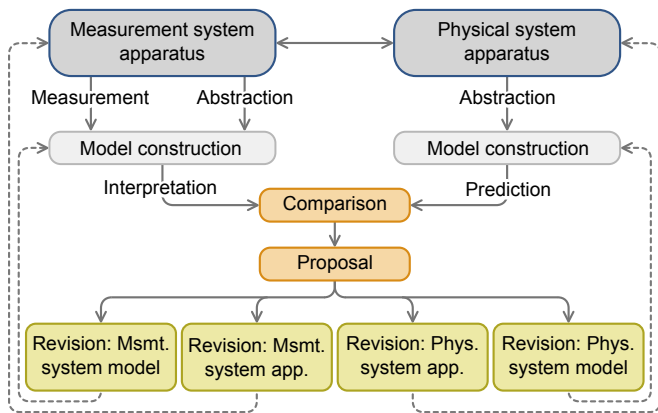 Measurement system
apparatus
Physical system
apparatus
Measurement
Abstraction
Abstraction
Model construction
Model construction
Interpretation
Prediction
Comparison
Proposal
Revision: Msmt.
system model
Revision: Msmt.
system app.
Revision: Phys.
system app.
Revision: Phys.
system model